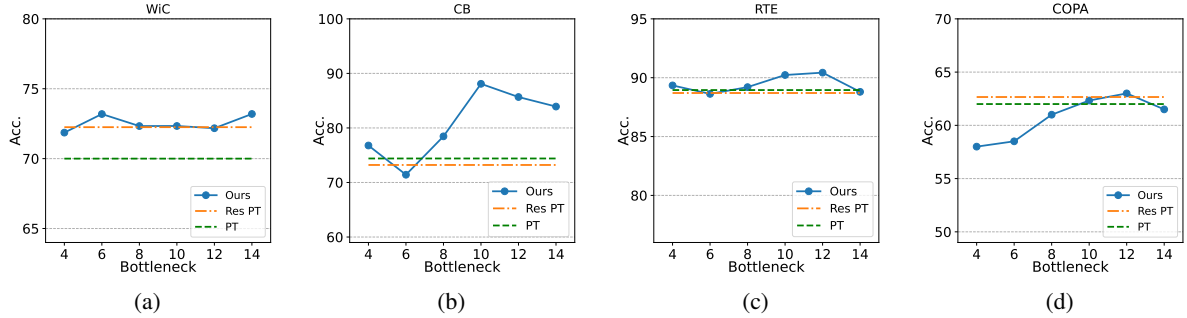 WiC
80
75
70
65
Acc.
4 6 8 10 12 14
Bottleneck
Ours
Res PT
PT
(a)
CB
100
90
80
70
60
Acc.
4 6 8 10 12 14
Bottleneck
Ours
Res PT
PT
(b)
RTE
95
90
85
80
Acc.
4 6 8 10 12 14
Bottleneck
Ours
Res PT
PT
(c)
COPA
70
65
60
55
50
Acc.
4 6 8 10 12 14
Bottleneck
Ours
Res PT
PT
(d)